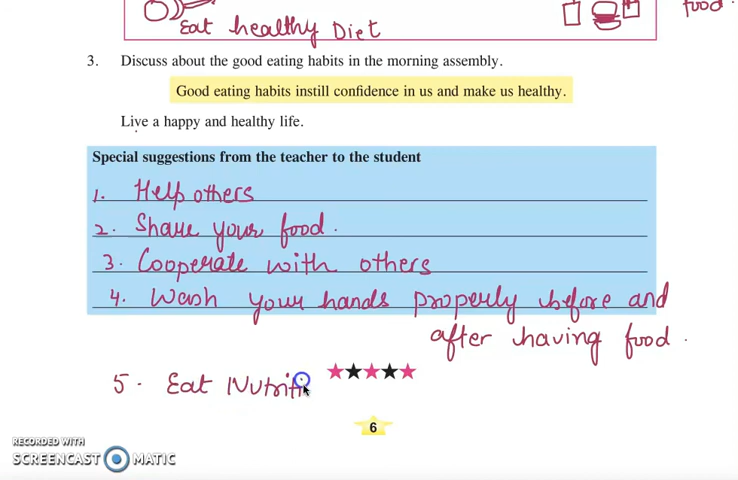 food.
Eat healthy Diet
3. Discuss about the good eating habits in the morning assembly.
Good eating habits instill confidence in us and make us healthy.
Live a happy and healthy life.
Special suggestions from the teacher to the student
1. Help others
2. Share your food.
3. Cooperate with others
4. Wash your hands properly before and
after having food.
5. Eat Nutriti
6
RECORDED WITH
SCREENCAST MATIC